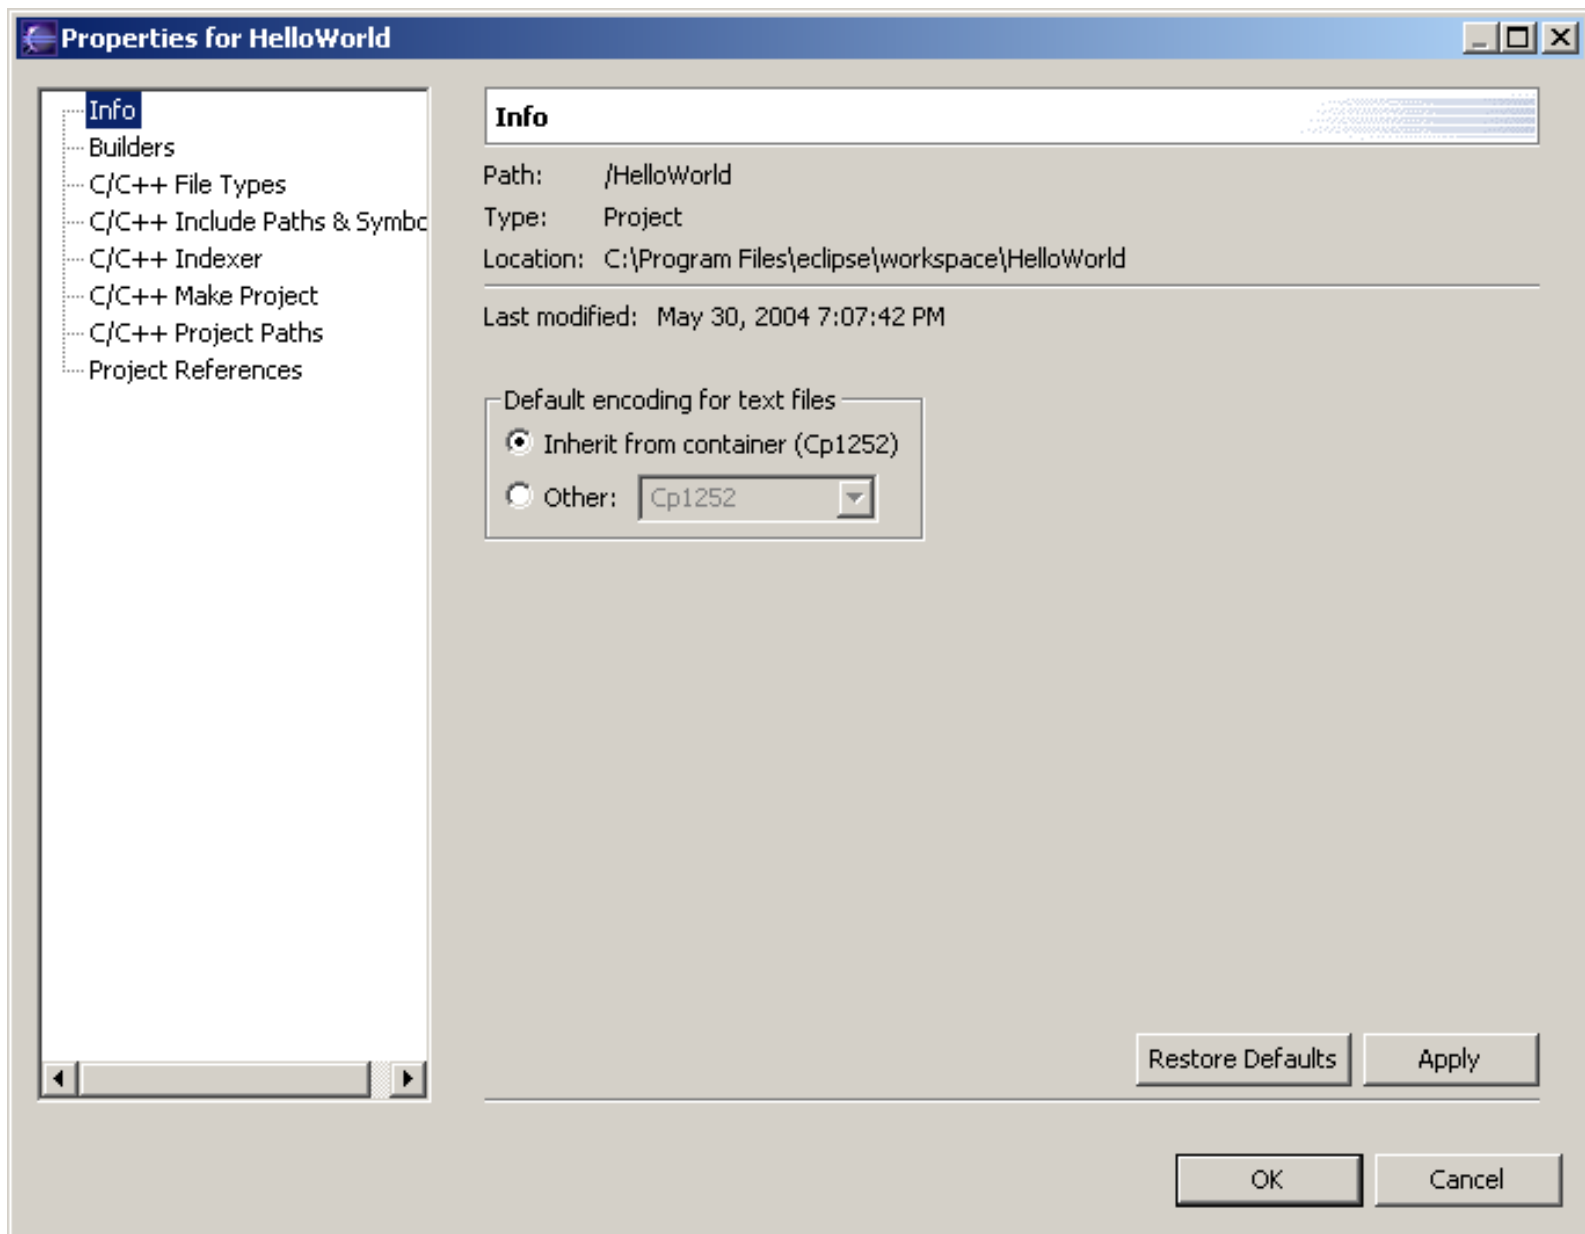 Properties for HelloWorld
Info
Builders
C/C++ File Types
C/C++ Include Paths & Symbc
C/C++ Indexer
C/C++ Make Project
C/C++ Project Paths
Project References
Info
Path: /HelloWorld
Type: Project
Location: C:\Program Files\eclipse\workspace\HelloWorld
Last modified: May 30, 2004 7:07:42 PM
Default encoding for text files
Inherit from container (Cp1252)
Other: Cp1252
Restore Defaults Apply
OK Cancel